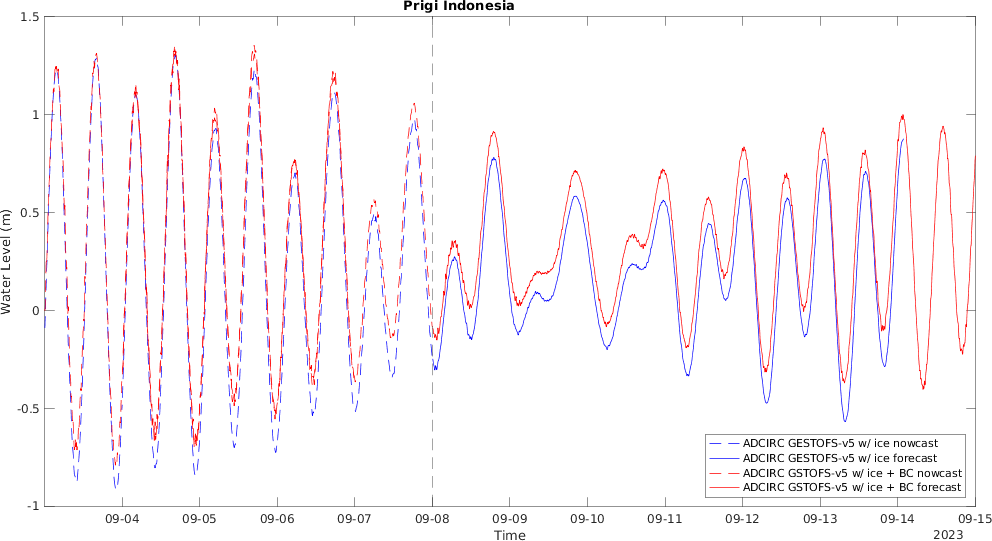 Prigi Indonesia
1.5
1
0.5
0
-0.5
-1
Water Level (m)
09-04 09-05 09-06 09-07 09-08 09-09 09-10 09-11 09-12 09-13 09-14 09-15
Time
2023
ADCIRC GESTOFS-v5 w/ ice nowcast
ADCIRC GESTOFS-v5 w/ ice forecast
ADCIRC GSTOFS-v5 w/ ice + BC nowcast
ADCIRC GSTOFS-v5 w/ ice + BC forecast